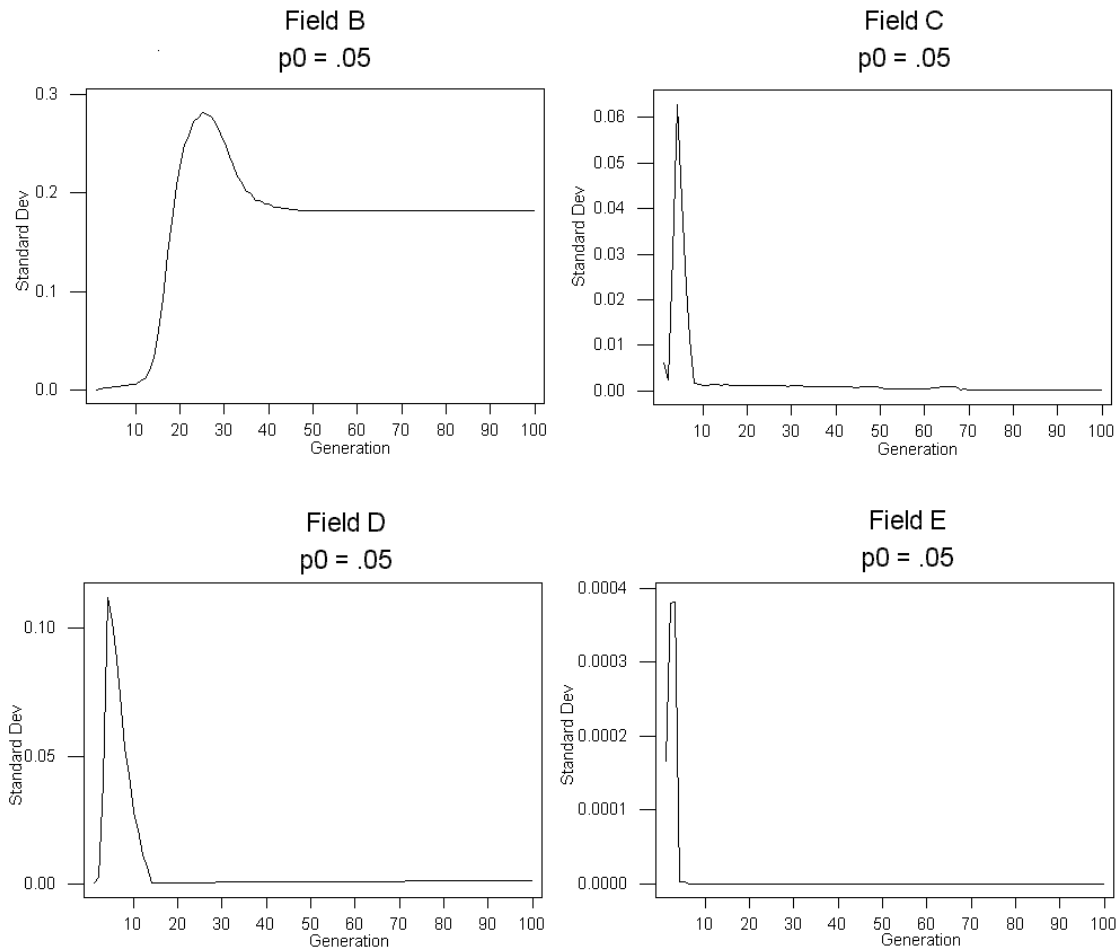 Field B
p0 = .05
0.3
0.2
0.1
0.0
Standard Dev
10 20 30 40 50 60 70 80 90 100
Generation
Field C
p0 = .05
0.06
0.05
0.04
0.03
0.02
0.01
0.00
Standard Dev
10 20 30 40 50 60 70 80 90 100
Generation
Field D
p0 = .05
0.10
0.05
0.00
Standard Dev
10 20 30 40 50 60 70 80 90 100
Generation
Field E
p0 = .05
0.0004
0.0003
0.0002
0.0001
0.0000
Standard Dev
10 20 30 40 50 60 70 80 90 100
Generation